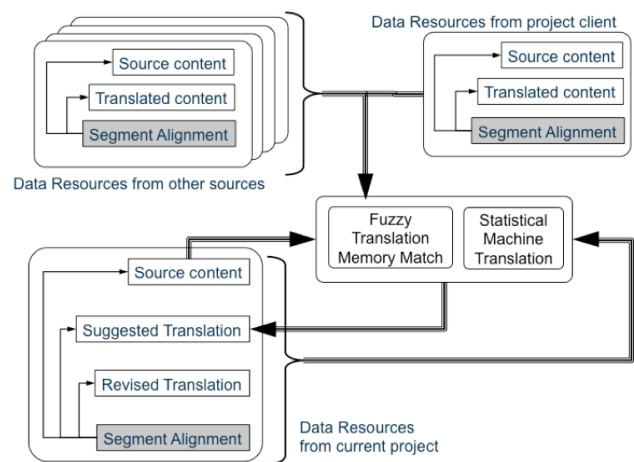 Data Resources from project client
Source content
Translated content
Segment Alignment
Data Resources from other sources
Source content
Translated content
Segment Alignment
Fuzzy
Translation
Memory Match
Statistical
Machine
Translation
Source content
Suggested Translation
Revised Translation
Segment Alignment
Data Resources
from current project